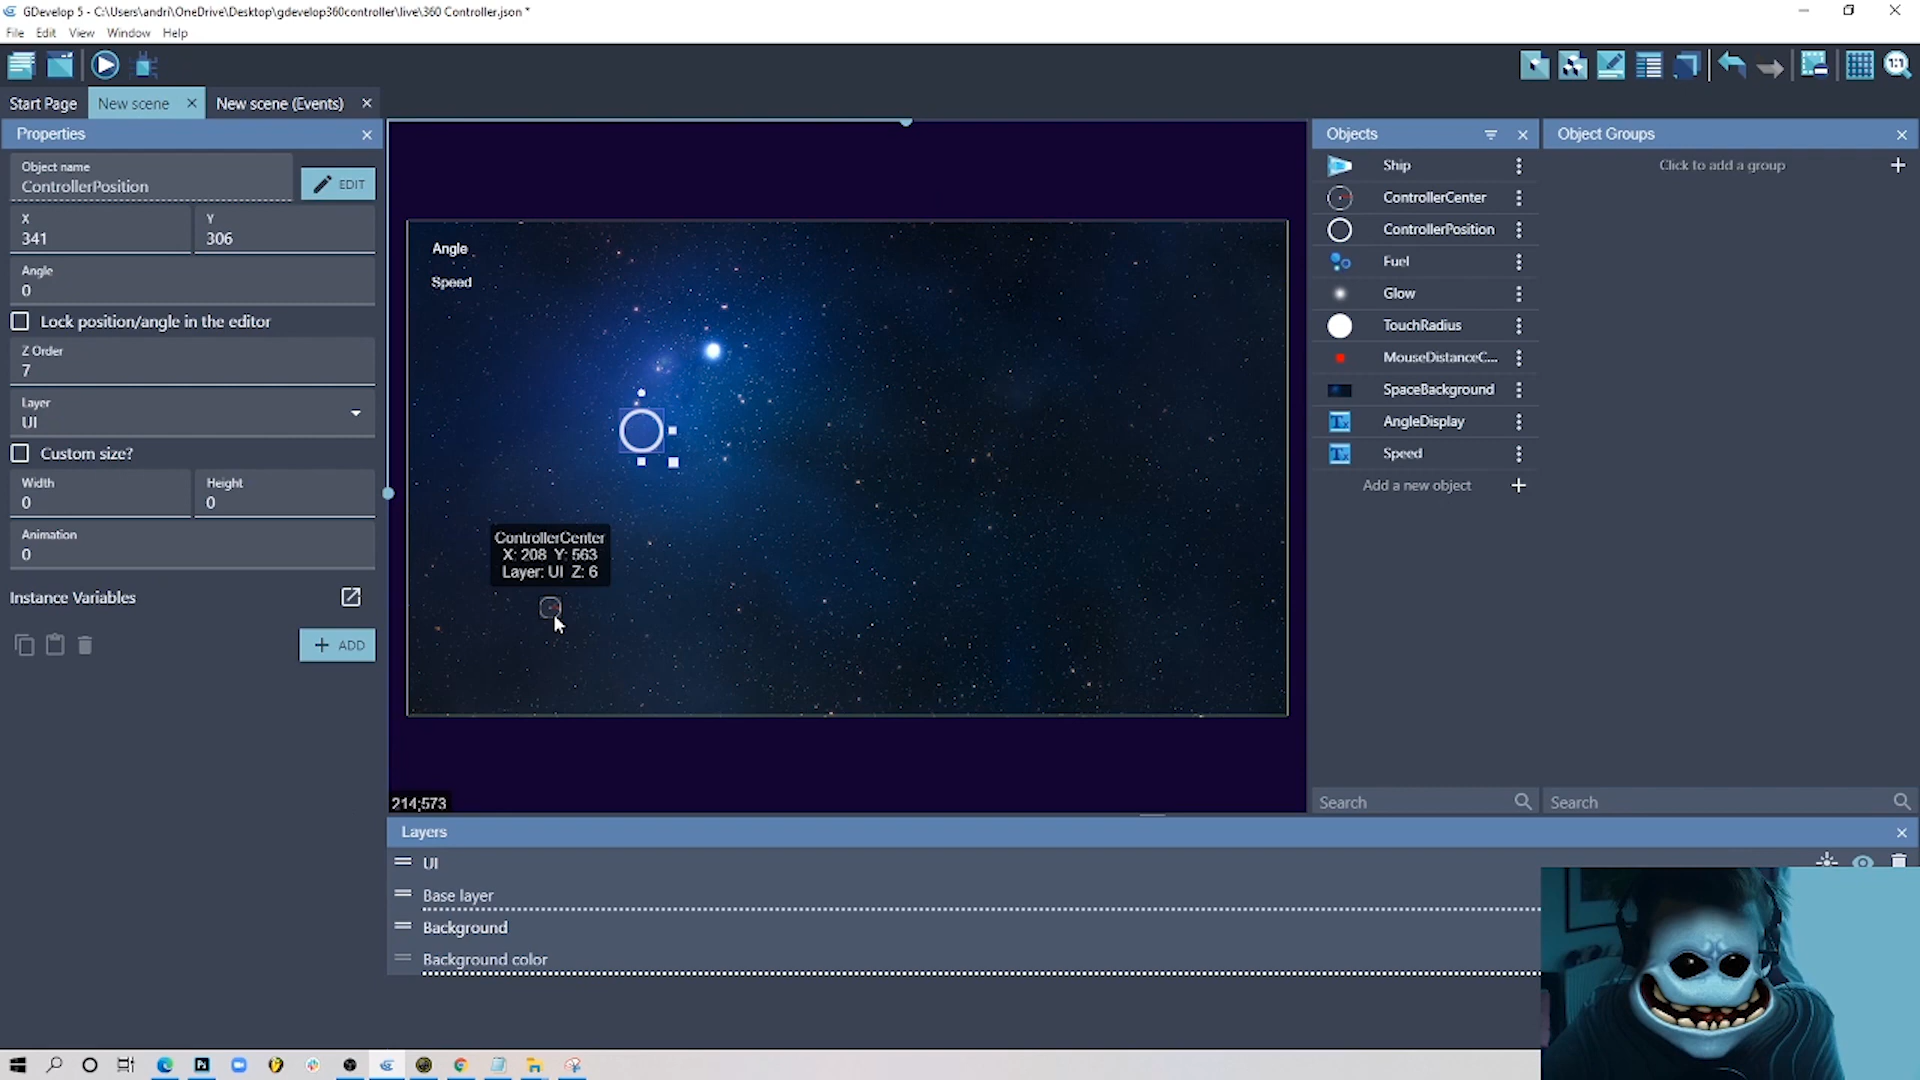 GDevelop 5 - C:\Users\andri\OneDrive\Desktop\gdevelop360controller\live\360 Controller.json *
File Edit View Window Help
1:1
Start Page New scene New scene (Events)
Properties
Object name
ControllerPosition
EDIT
X
341
Y
306
Angle
0
Lock position/angle in the editor
Z Order
7
Layer
UI
Custom size?
Width
0
Height
0
Animation
0
Instance Variables
ADD
Angle
Speed
ControllerCenter
X: 208 Y: 563
Layer: UI Z: 6
214;573
Objects
Ship
ControllerCenter
ControllerPosition
Fuel
Glow
TouchRadius
MouseDistanceC...
SpaceBackground
AngleDisplay
Speed
Add a new object
Search
Object Groups
Click to add a group
Search
Layers
UI
Base layer
Background
Background color